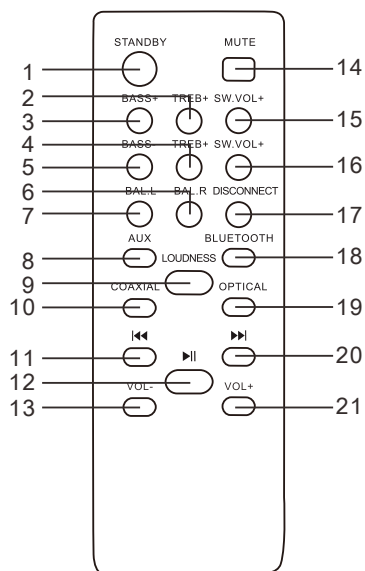 STANDBY MUTE
1 14
2 BASS+ TREB+ SW.VOL+
3 15
4 BASS- TREB+ SW.VOL+
5 16
6 BAL.L BAL.R DISCONNECT
7 17
AUX BLUETOOTH
8 LOUDNESS 18
9
COAXIAL OPTICAL
10 19
11 20
12
VOL- VOL+
13 21